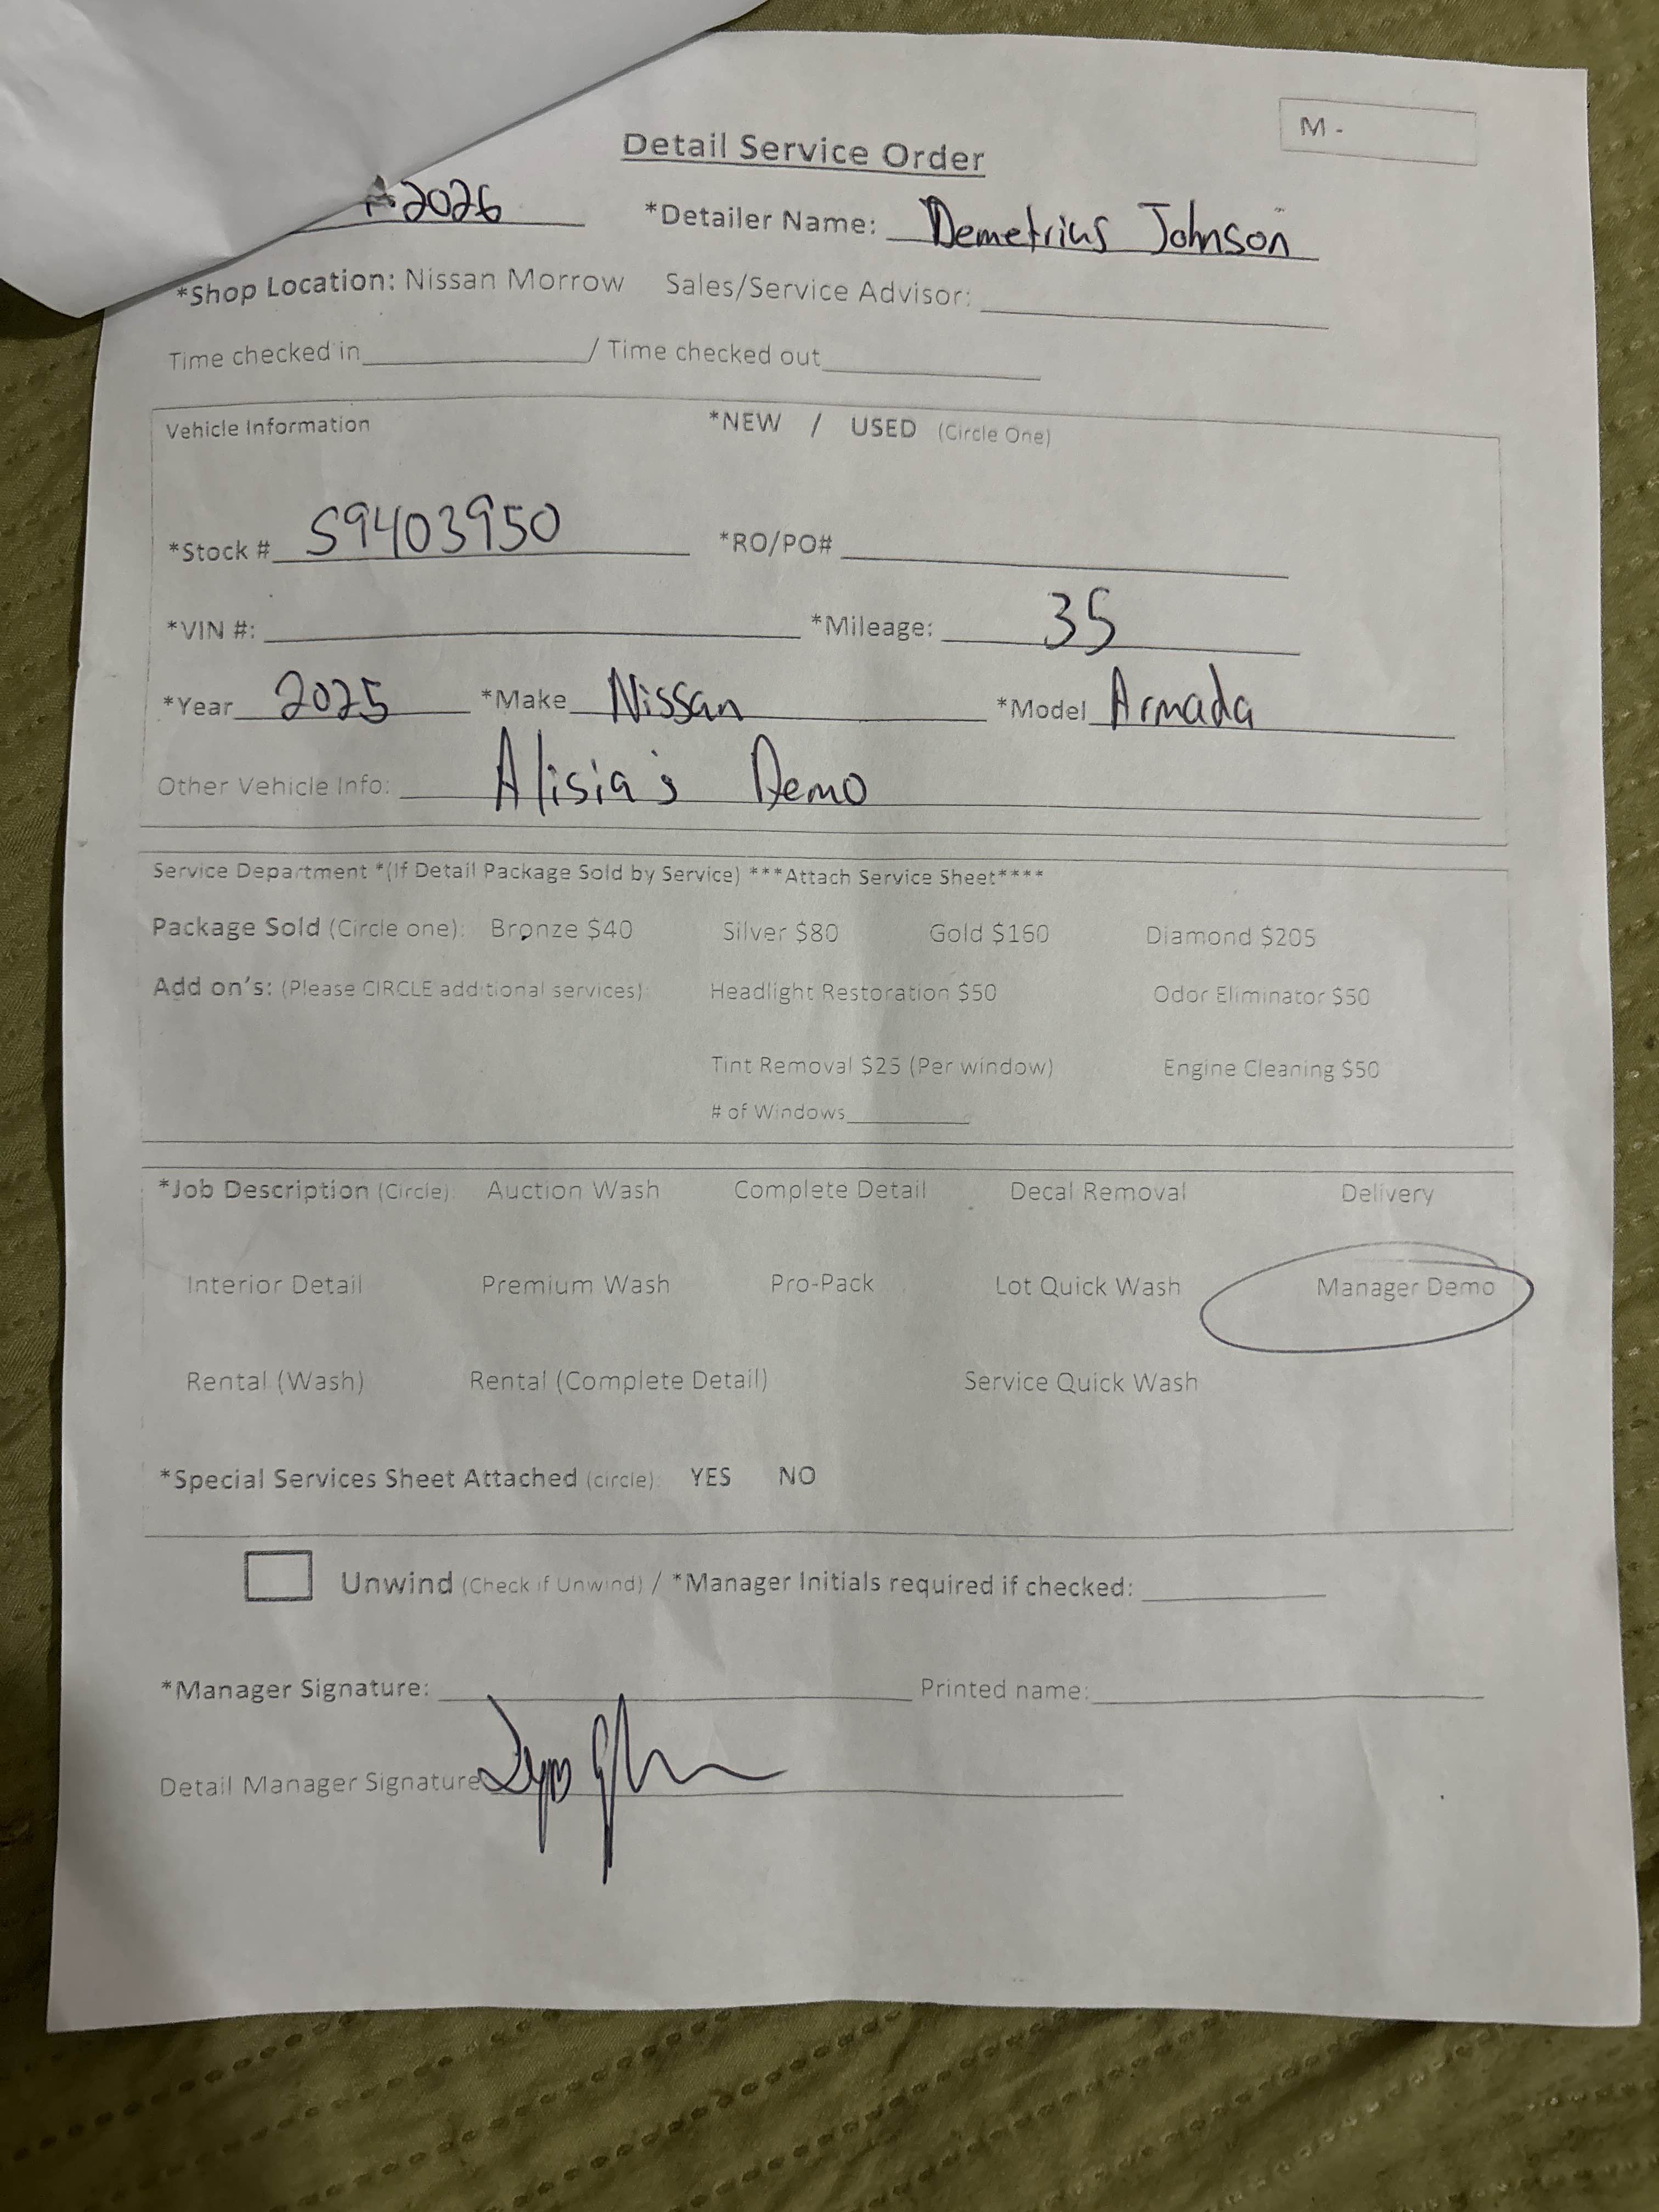 Detail Service Order
M -
2026 *Detailer Name: Demetrius Johnson
*Shop Location: Nissan Morrow Sales/Service Advisor:
Time checked in / Time checked out
Vehicle Information *NEW / USED (Circle One)
*Stock # S9403950 *RO/PO#
*VIN #: *Mileage: 35
*Year 2025 *Make Nissan *Model Armada
Other Vehicle Info: Alisia's Demo
Service Department *(If Detail Package Sold by Service) ***Attach Service Sheet****
Package Sold (Circle one): Bronze $40 Silver $80 Gold $160 Diamond $205
Add on's: (Please CIRCLE additional services) Headlight Restoration $50 Odor Eliminator $50
Tint Removal $25 (Per window) Engine Cleaning $50
# of Windows
*Job Description (Circle) Auction Wash Complete Detail Decal Removal Delivery
Interior Detail Premium Wash Pro-Pack Lot Quick Wash Manager Demo
Rental (Wash) Rental (Complete Detail) Service Quick Wash
*Special Services Sheet Attached (circle): YES NO
Unwind (Check if Unwind) / *Manager Initials required if checked:
*Manager Signature: Printed name:
Detail Manager Signature